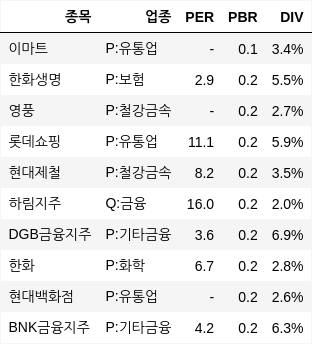 종목 업종 PER PBR DIV
이마트 P:유통업 - 0.1 3.4%
한화생명 P:보험 2.9 0.2 5.5%
영풍 P:철강금속 - 0.2 2.7%
롯데쇼핑 P:유통업 11.1 0.2 5.9%
현대제철 P:철강금속 8.2 0.2 3.5%
하림지주 Q:금융 16.0 0.2 2.0%
DGB금융지주 P:기타금융 3.6 0.2 6.9%
한화 P:화학 6.7 0.2 2.8%
현대백화점 P:유통업 - 0.2 2.6%
BNK금융지주 P:기타금융 4.2 0.2 6.3%